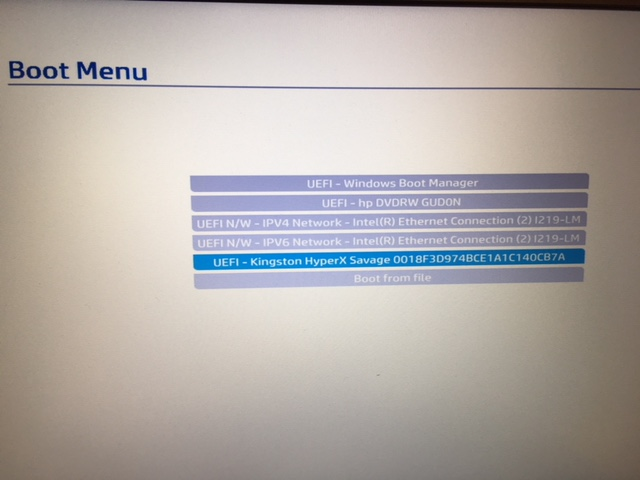 Boot Menu
UEFI - Windows Boot Manager
UEFI - hp DVDRW GUD0N
UEFI N/W - IPV4 Network - Intel(R) Ethernet Connection (2) I219-LM
UEFI N/W - IPV6 Network - Intel(R) Ethernet Connection (2) I219-LM
UEFI - Kingston HyperX Savage 0018F3D974BCE1A1C140CB7A
Boot from file